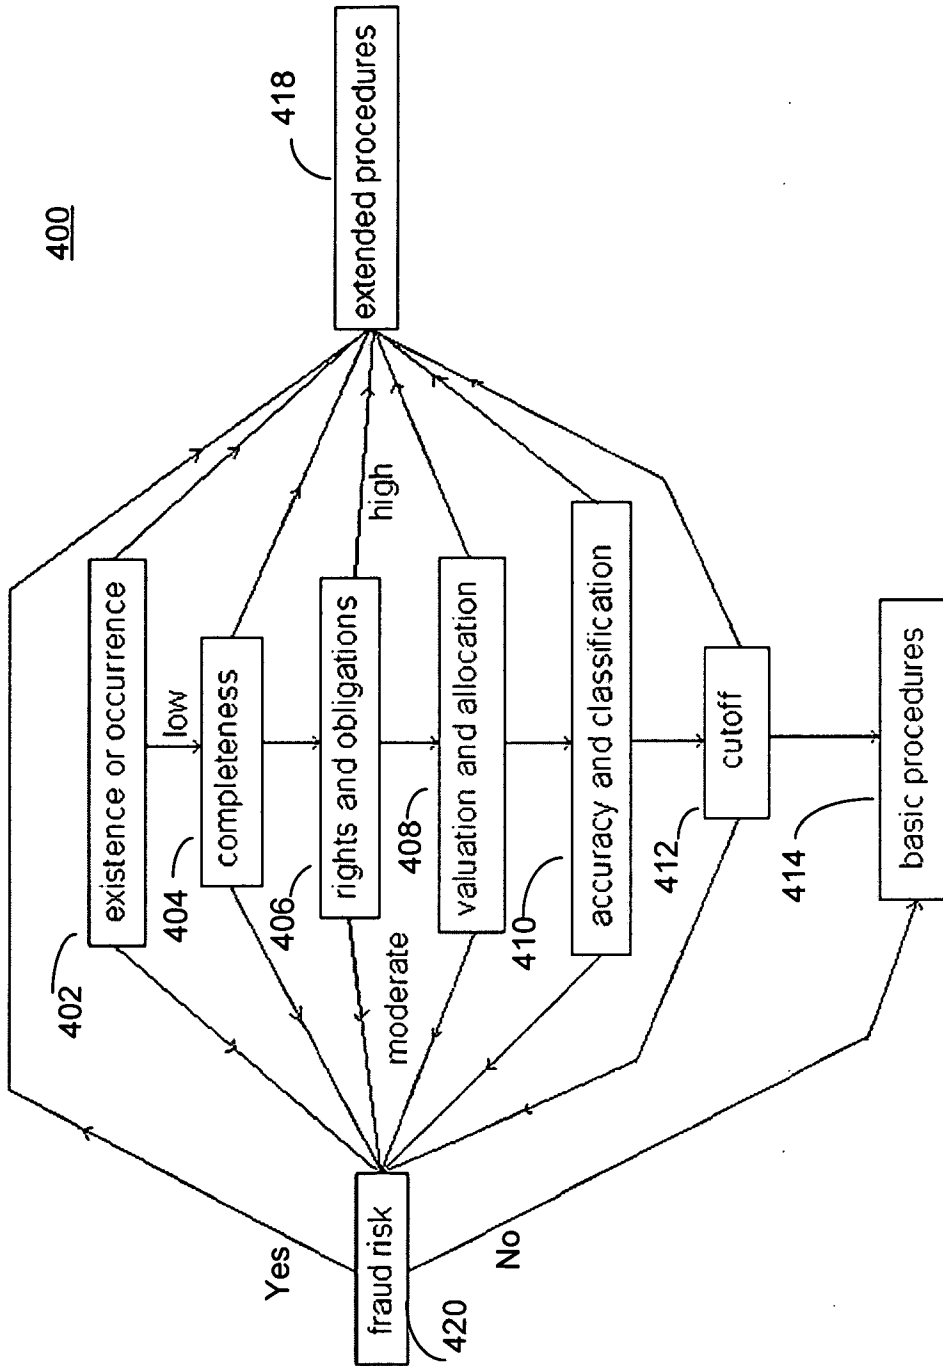 400
402
existence or occurrence
low
404
completeness
406
rights and obligations
high
moderate
418
extended procedures
Yes
fraud risk
420
No
408
valuation and allocation
410
accuracy and classification
412
cutoff
414
basic procedures